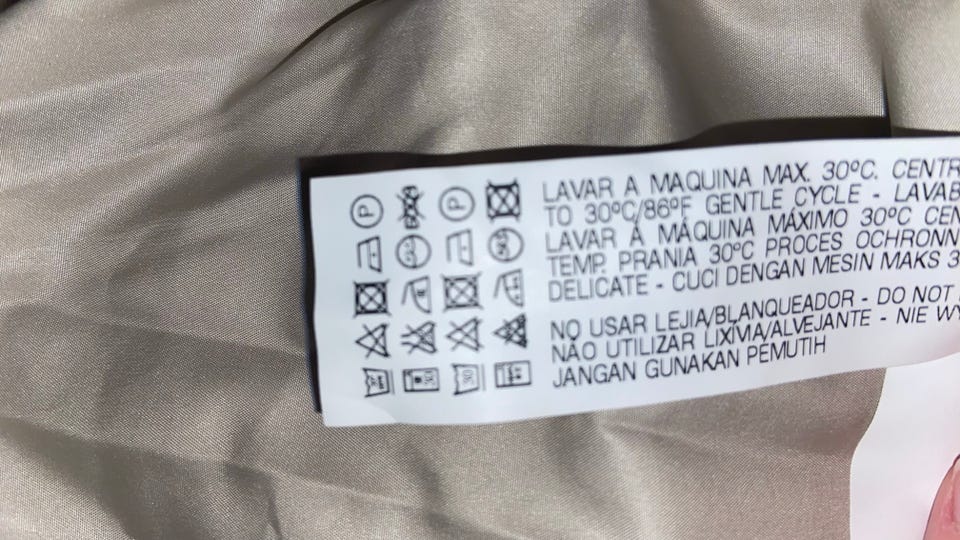 LAVAR A MAQUINA MAX. 30ºC. CENTR
TO 30ºC/86ºF GENTLE CYCLE - LAVAB
LAVAR À MÁQUINA MÁXIMO 30ºC CEN
TEMP. PRANIA 30ºC PROCES OCHRONN
DELICATE - CUCI DENGAN MESIN MAKS 3
NO USAR LEJIA/BLANQUEADOR - DO NOT
NÃO UTILIZAR LIXÍVIA/ALVEJANTE - NIE WY
JANGAN GUNAKAN PEMUTIH